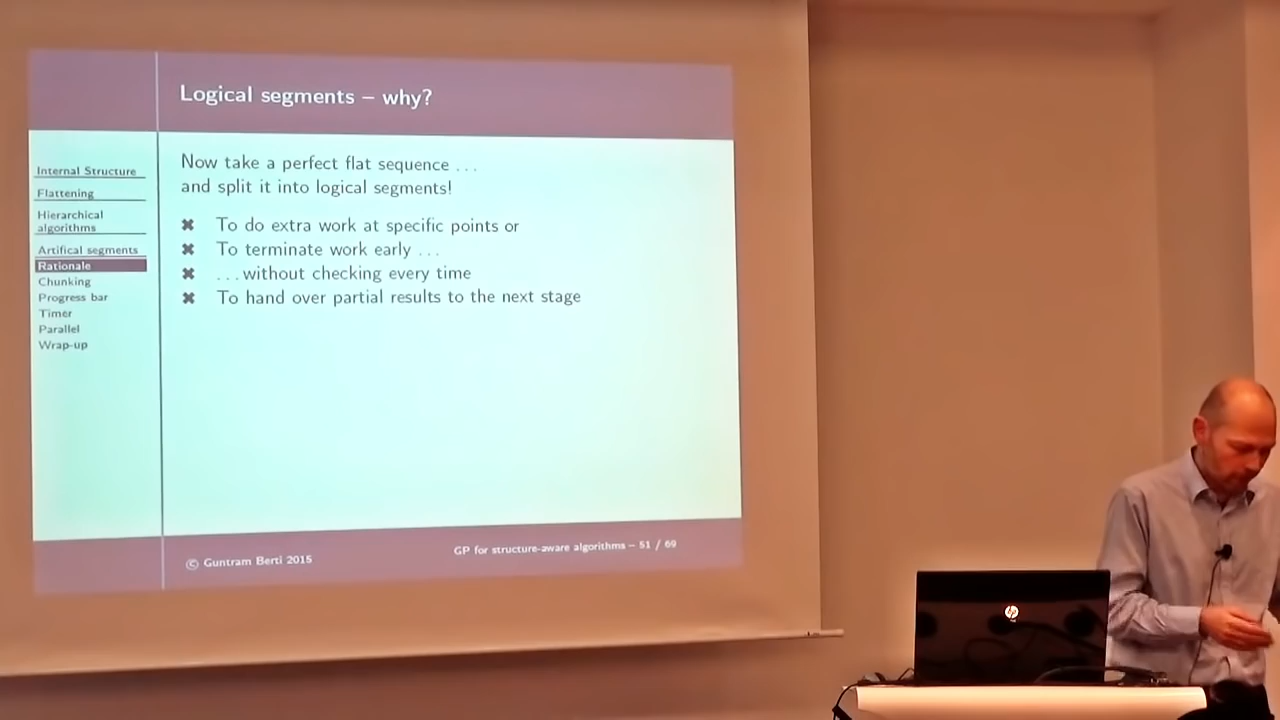 Logical segments – why?
Internal Structure
Flattening
Hierarchical
algorithms
Artifical segments
Rationale
Chunking
Progress bar
Timer
Parallel
Wrap-up
Now take a perfect flat sequence . . .
and split it into logical segments!
✖ To do extra work at specific points or
✖ To terminate work early . . .
✖ . . . without checking every time
✖ To hand over partial results to the next stage
© Guntram Berti 2015
GP for structure-aware algorithms – 51 / 69
hp